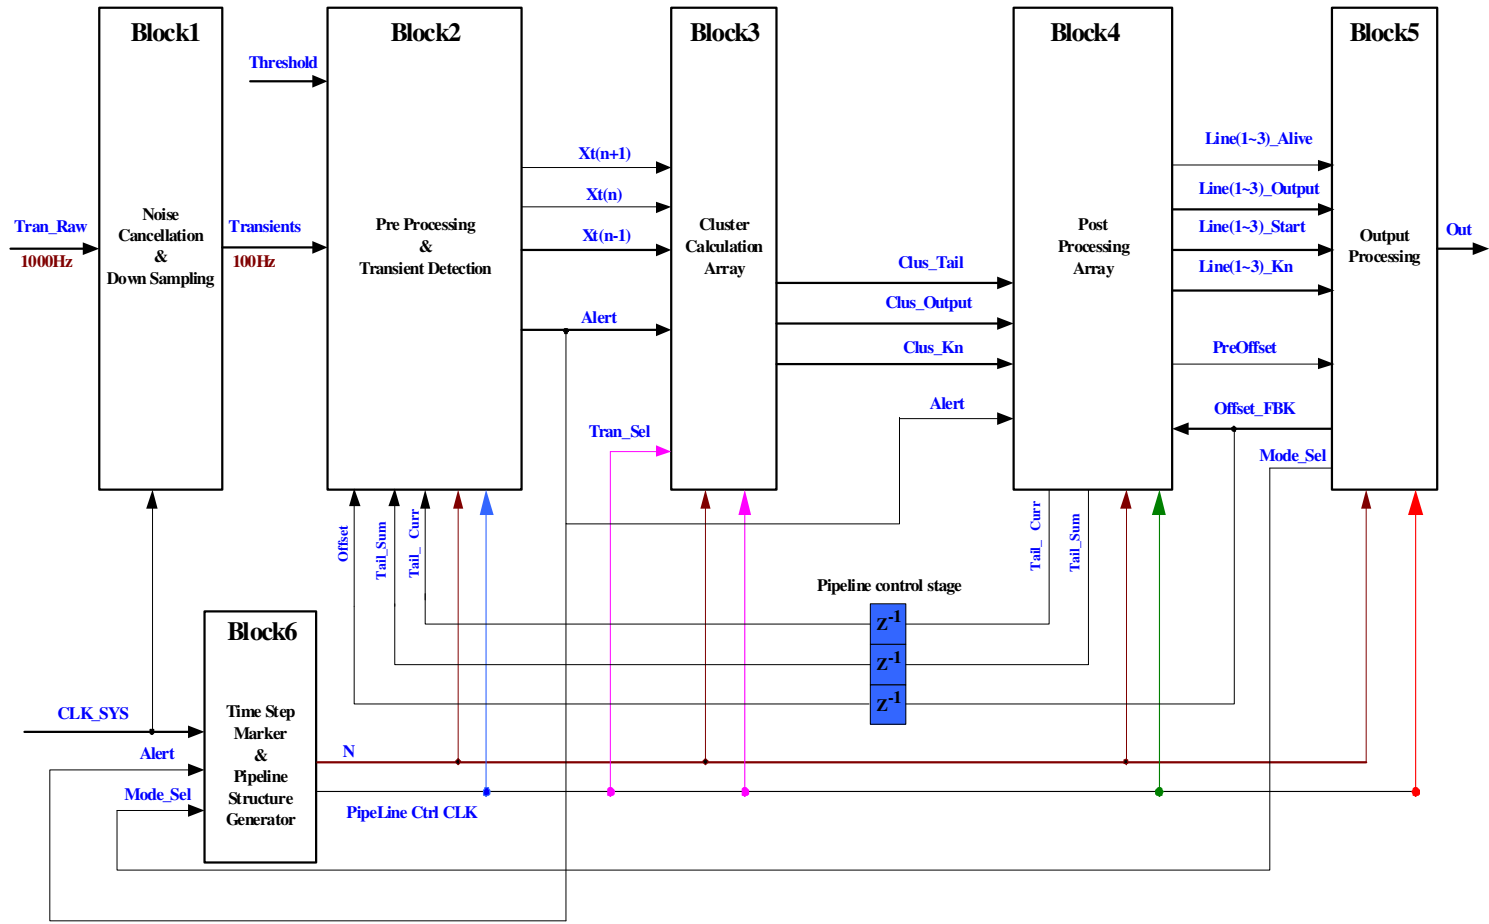 Block1
Block2
Block3
Block4
Block5
Threshold
Line(1~3)_Alive
Xt(n+1)
Line(1~3)_Output
Xt(n)
Tran_Raw
1000Hz
Noise
Cancellation
&
Down Sampling
Transients
100Hz
Pre Processing
&
Transient Detection
Xt(n-1)
Cluster
Calculation
Array
Post
Processing
Array
Line(1~3)_Start
Output
Processing
Out
Clus_Tail
Line(1~3)_Kn
Clus_Output
Alert
Clus_Kn
PreOffset
Alert
Offset_FBK
Tran_Sel
Mode_Sel
Offset
Tail_Sum
Tail_ Curr
Tail_ Curr
Tail_Sum
Pipeline control stage
Z-1
Z-1
Z-1
Block6
CLK_SYS
Time Step
Marker
&
Pipeline
Structure
Generator
Alert
N
Mode_Sel
PipeLine Ctrl CLK